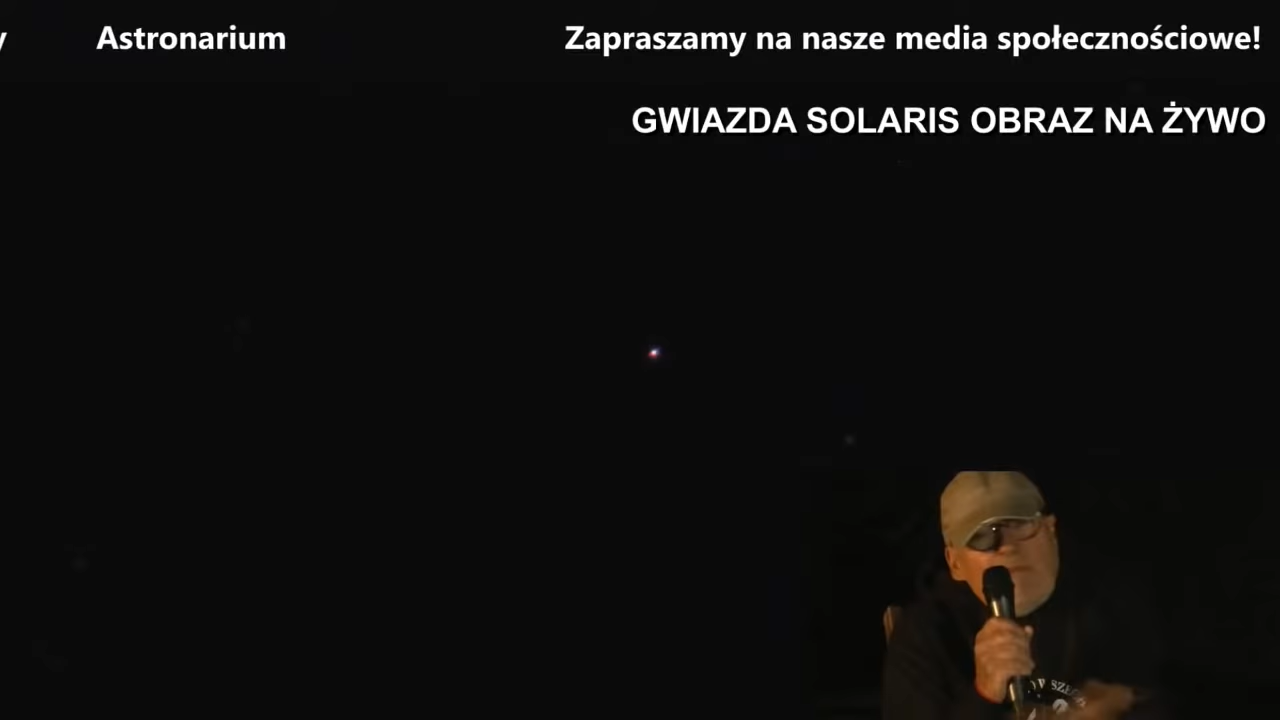 Astronarium Zapraszamy na nasze media społecznościowe!
GWIAZDA SOLARIS OBRAZ NA ŻYWO